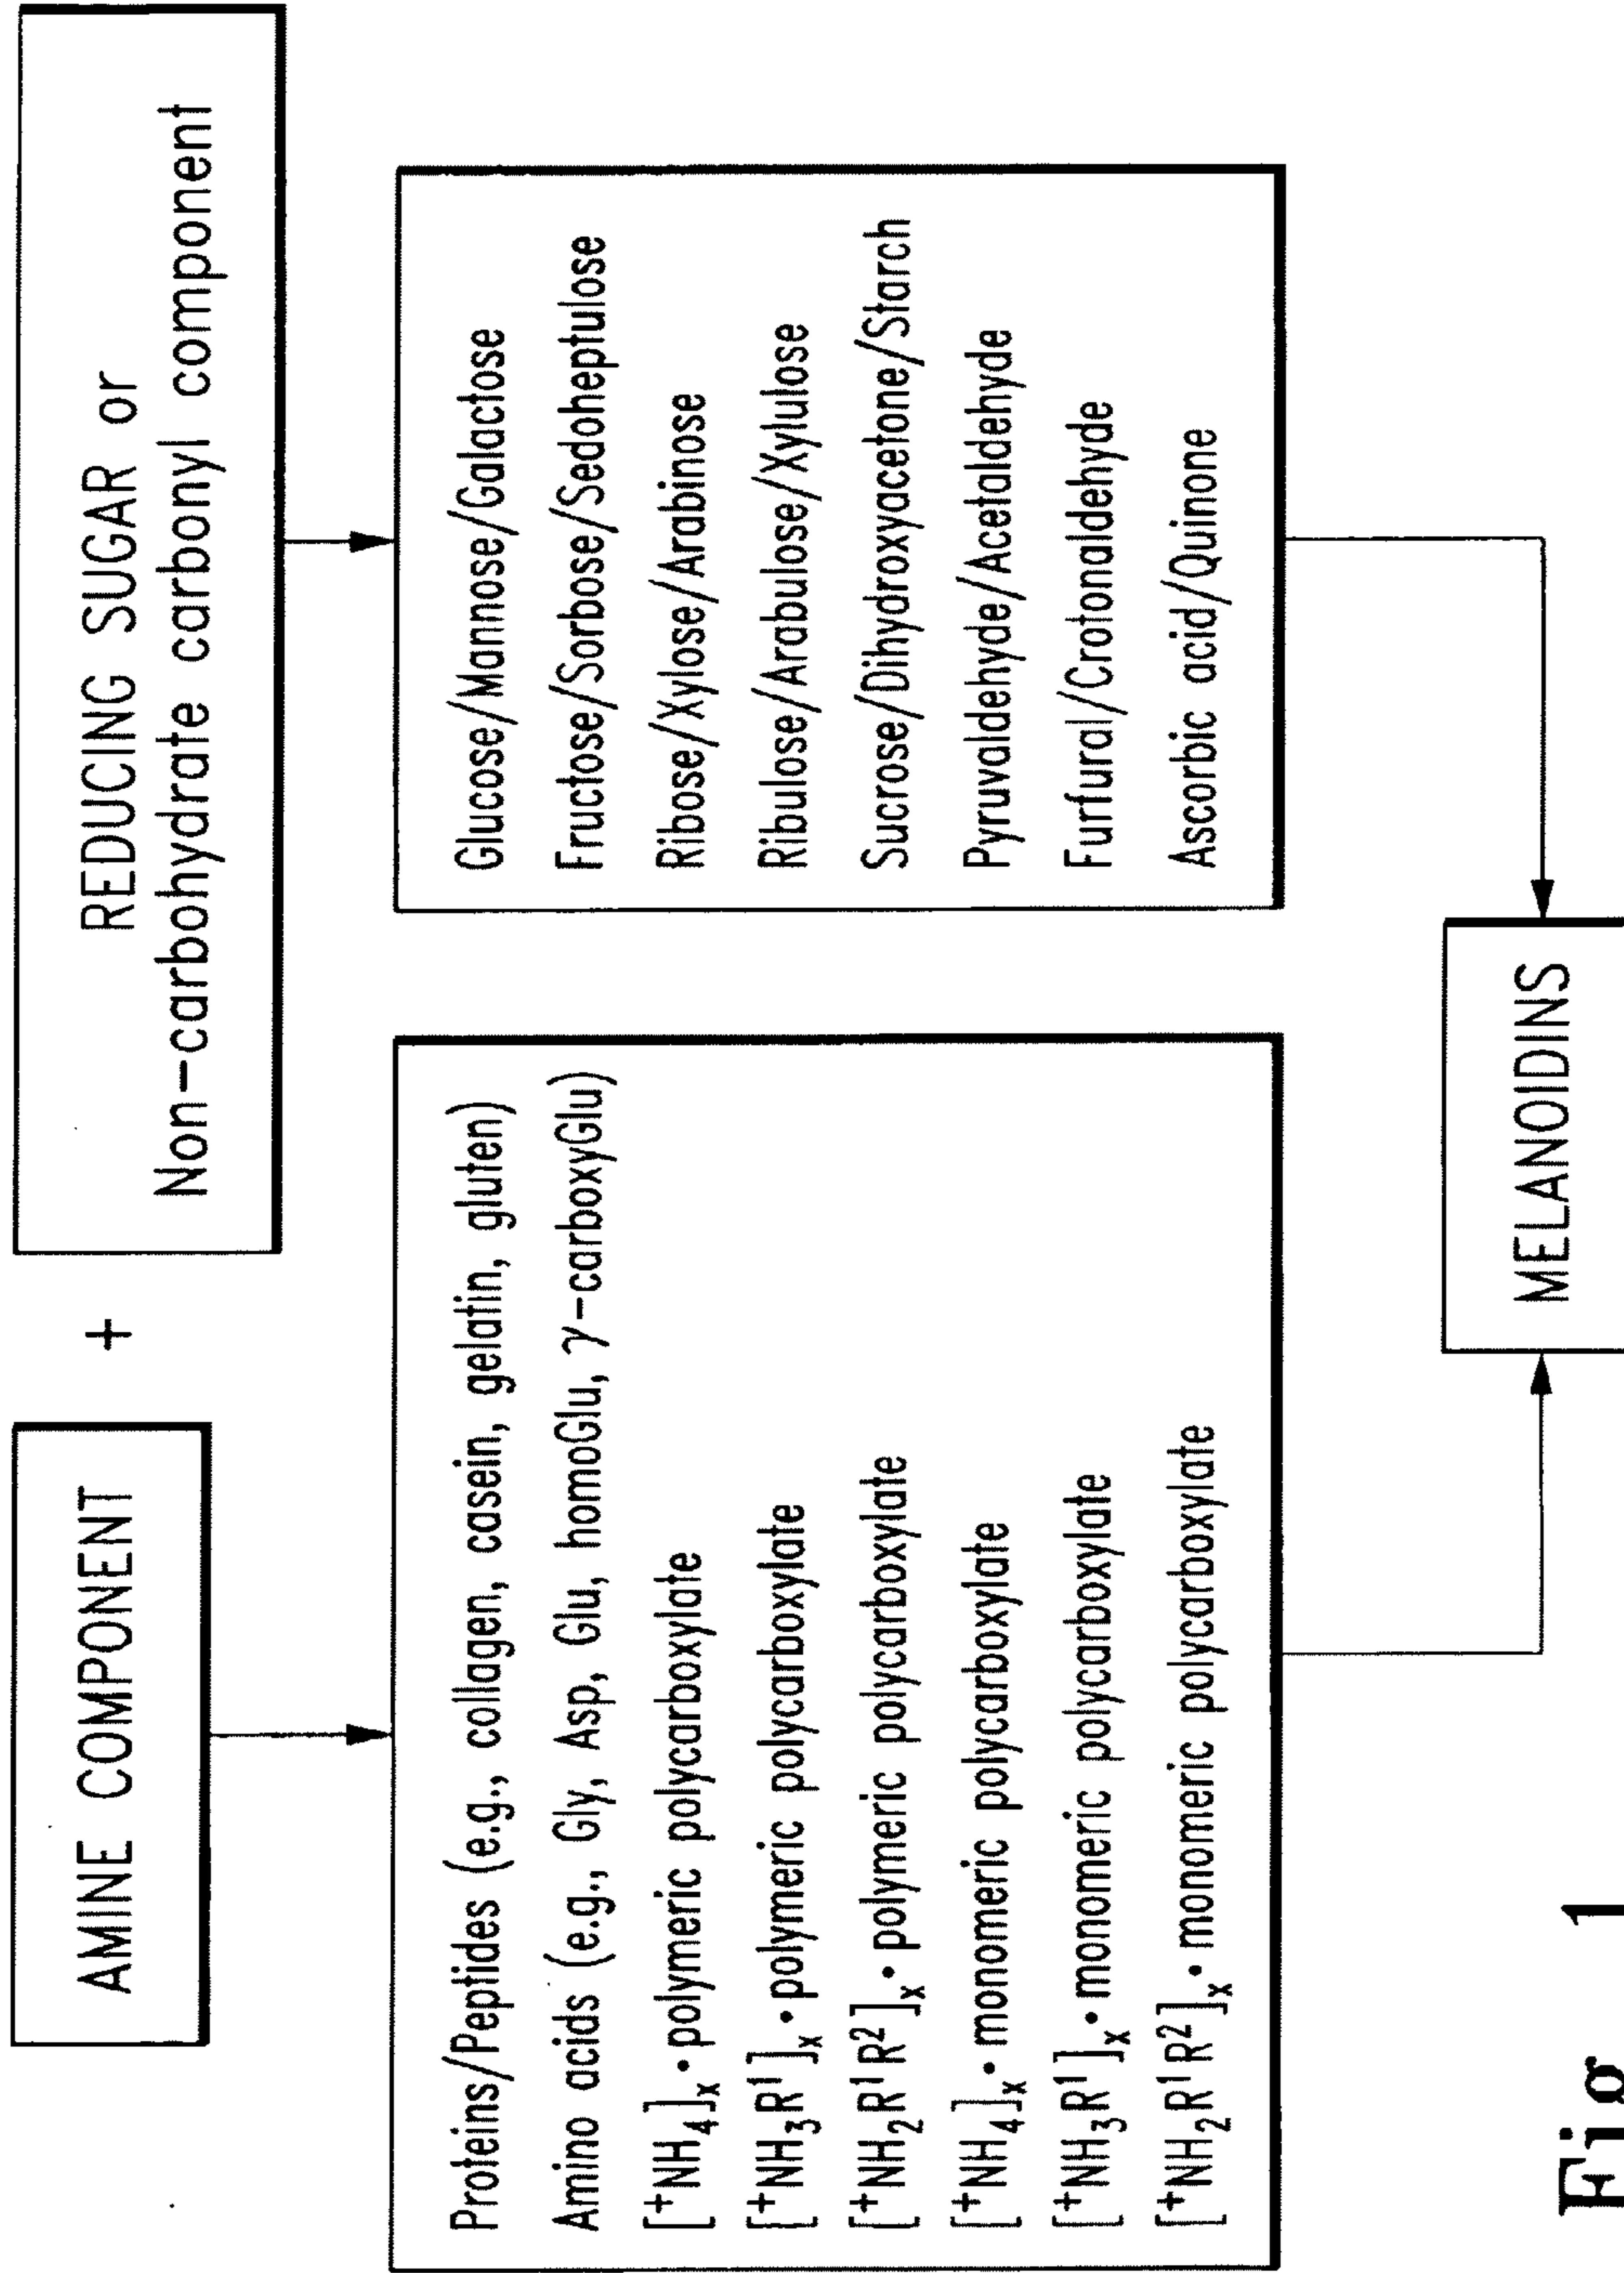 AMINE COMPONENT
+
REDUCING SUGAR or
Non-carbohydrate carbonyl component
Proteins/Peptides (e.g., collagen, casein, gelatin, gluten)
Amino acids (e.g., Gly, Asp, Glu, homoGlu, γ-carboxyGlu)
[⁺NH₄]ₓ•polymeric polycarboxylate
[⁺NH₃R¹]ₓ•polymeric polycarboxylate
[⁺NH₂R¹R²]ₓ•polymeric polycarboxylate
[⁺NH₄]ₓ•monomeric polycarboxylate
[⁺NH₃R¹]ₓ•monomeric polycarboxylate
[⁺NH₂R¹R²]ₓ•monomeric polycarboxylate
Glucose/Mannose/Galactose
Fructose/Sorbose/Sedoheptulose
Ribose/Xylose/Arabinose
Ribulose/Arabulose/Xylulose
Sucrose/Dihydroxyacetone/Starch
Pyruvaldehyde/Acetaldehyde
Furfural/Crotonaldehyde
Ascorbic acid/Quinone
MELANOIDINS
Fig. 1